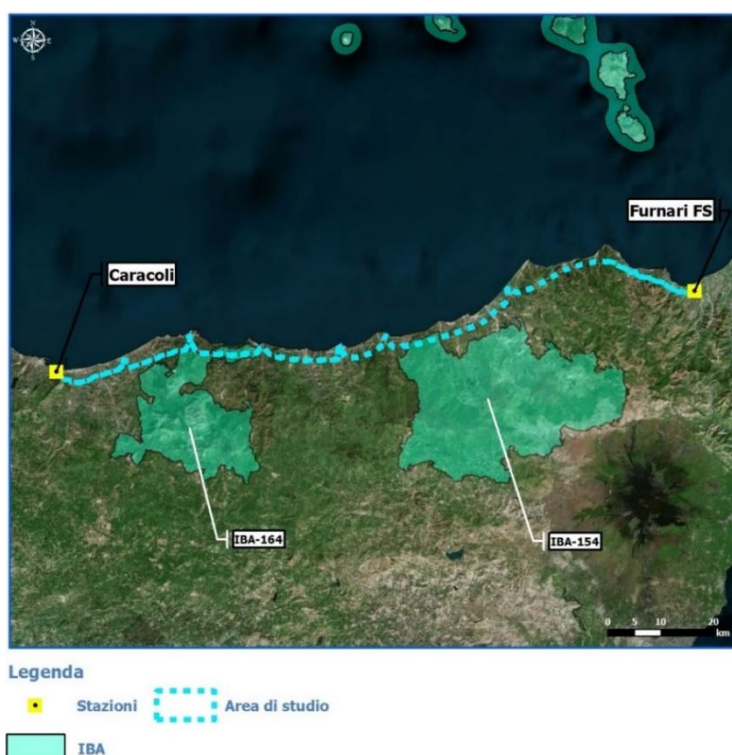 N
W E
S
Furnari FS
Caracoli
IBA-164
IBA-154
0 5 10 20
km
Legenda
Stazioni Area di studio
IBA